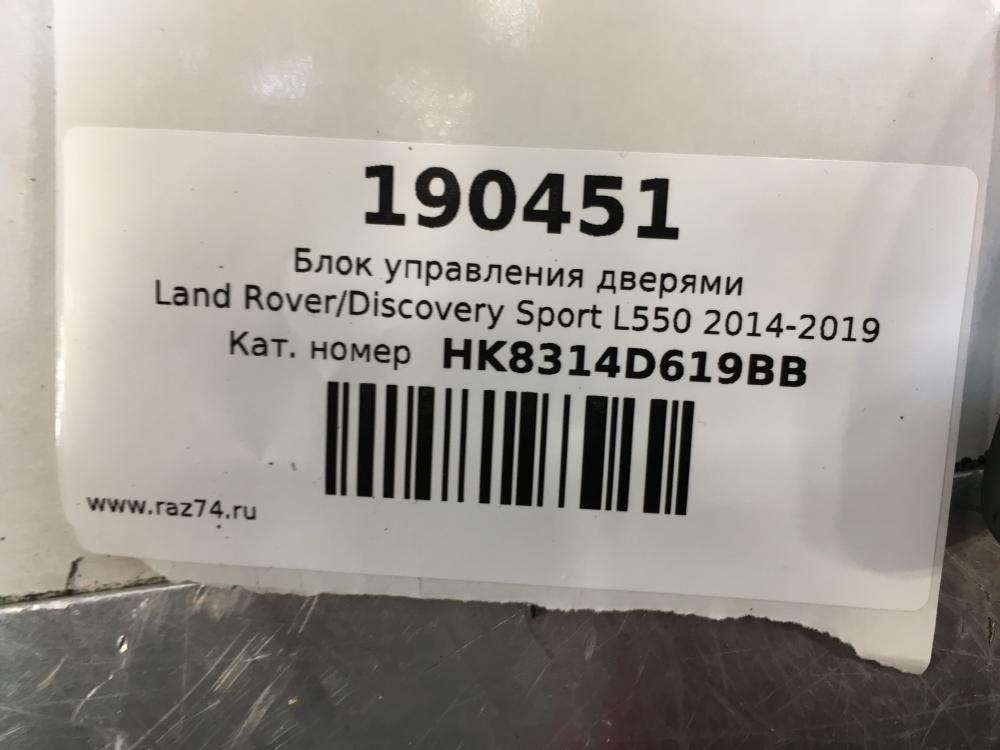 190451
Блок управления дверями
Land Rover/Discovery Sport L550 2014-2019
Кат. номер HK8314D619BB
www.raz74.ru